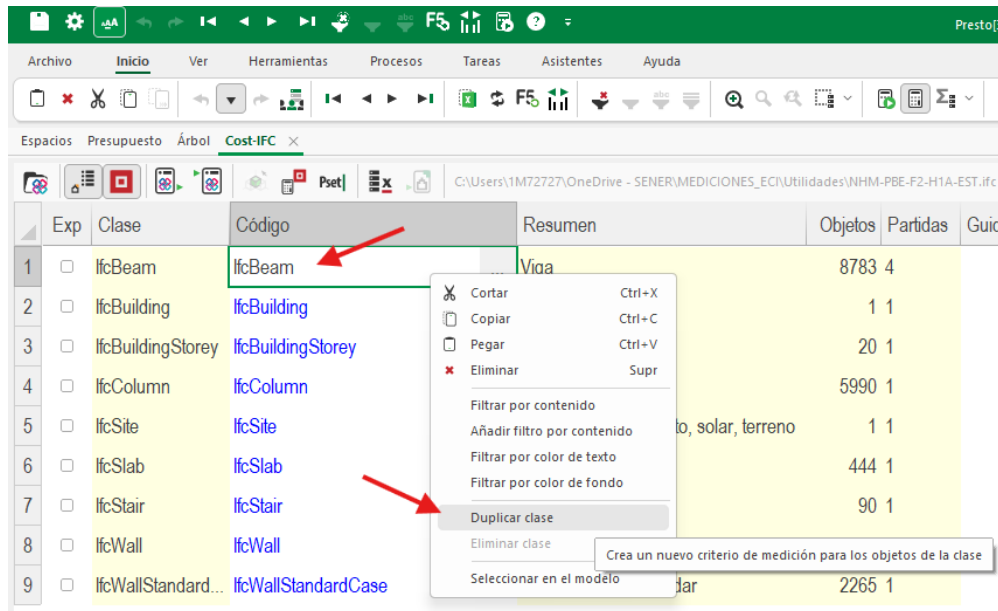 abc F5 Presto[
Archivo Inicio Ver Herramientas Procesos Tareas Asistentes Ayuda
F5 abc
Espacios Presupuesto Árbol Cost-IFC
Pset C:\Users\1M72727\OneDrive - SENER\MEDICIONES_ECI\Utilidades\NHM-PBE-F2-H1A-EST.ifc
Exp Clase Código Resumen Objetos Partidas Guid
1 IfcBeam IfcBeam ... Viga 8783 4
2 IfcBuilding IfcBuilding 1 1
3 IfcBuildingStorey IfcBuildingStorey 20 1
4 IfcColumn IfcColumn 5990 1
5 IfcSite IfcSite to, solar, terreno 1 1
6 IfcSlab IfcSlab 444 1
7 IfcStair IfcStair 90 1
8 IfcWall IfcWall
9 IfcWallStandard... IfcWallStandardCase dar 2265 1
Cortar Ctrl+X
Copiar Ctrl+C
Pegar Ctrl+V
Eliminar Supr
Filtrar por contenido
Añadir filtro por contenido
Filtrar por color de texto
Filtrar por color de fondo
Duplicar clase
Eliminar clase
Seleccionar en el modelo
Crea un nuevo criterio de medición para los objetos de la clase